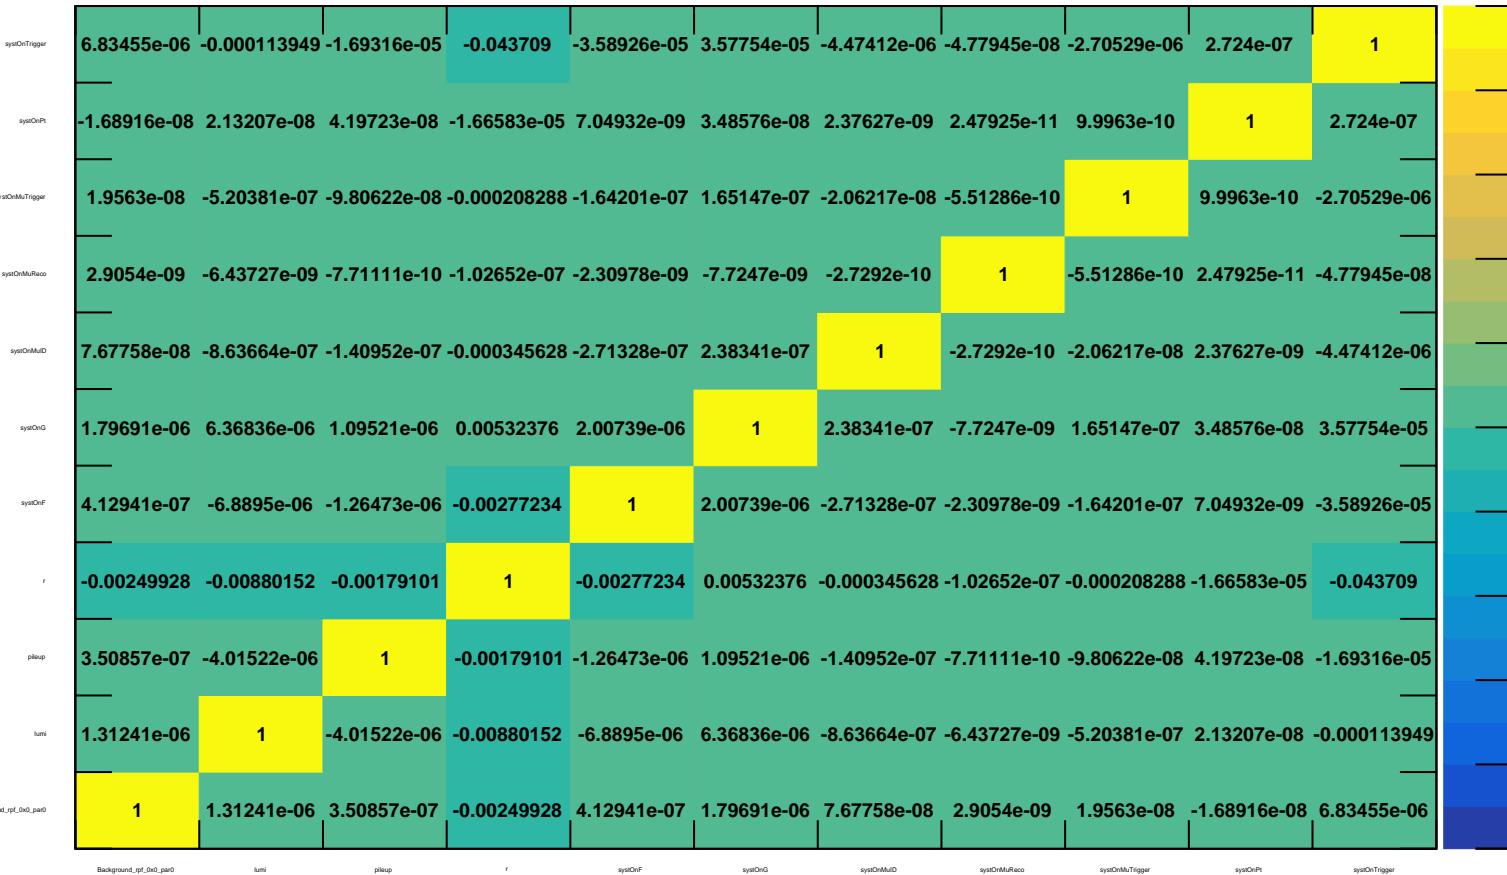 systOnTrigger 6.83455e-06 -0.000113949 -1.69316e-05 -0.043709 -3.58926e-05 3.57754e-05 -4.47412e-06 -4.77945e-08 -2.70529e-06 2.724e-07 1
systOnPt -1.68916e-08 2.13207e-08 4.19723e-08 -1.66583e-05 7.04932e-09 3.48576e-08 2.37627e-09 2.47925e-11 9.9963e-10 1 2.724e-07
stOnMuTrigger 1.9563e-08 -5.20381e-07 -9.80622e-08 -0.000208288 -1.64201e-07 1.65147e-07 -2.06217e-08 -5.51286e-10 1 9.9963e-10 -2.70529e-06
systOnMuReco 2.9054e-09 -6.43727e-09 -7.71111e-10 -1.02652e-07 -2.30978e-09 -7.7247e-09 -2.7292e-10 1 -5.51286e-10 2.47925e-11 -4.77945e-08
systOnMuID 7.67758e-08 -8.63664e-07 -1.40952e-07 -0.000345628 -2.71328e-07 2.38341e-07 1 -2.7292e-10 -2.06217e-08 2.37627e-09 -4.47412e-06
systOnG 1.79691e-06 6.36836e-06 1.09521e-06 0.00532376 2.00739e-06 1 2.38341e-07 -7.7247e-09 1.65147e-07 3.48576e-08 3.57754e-05
systOnF 4.12941e-07 -6.8895e-06 -1.26473e-06 -0.00277234 1 2.00739e-06 -2.71328e-07 -2.30978e-09 -1.64201e-07 7.04932e-09 -3.58926e-05
r -0.00249928 -0.00880152 -0.00179101 1 -0.00277234 0.00532376 -0.000345628 -1.02652e-07 -0.000208288 -1.66583e-05 -0.043709
pileup 3.50857e-07 -4.01522e-06 1 -0.00179101 -1.26473e-06 1.09521e-06 -1.40952e-07 -7.71111e-10 -9.80622e-08 4.19723e-08 -1.69316e-05
lumi 1.31241e-06 1 -4.01522e-06 -0.00880152 -6.8895e-06 6.36836e-06 -8.63664e-07 -6.43727e-09 -5.20381e-07 2.13207e-08 -0.000113949
d_rpf_0x0_par0 1 1.31241e-06 3.50857e-07 -0.00249928 4.12941e-07 1.79691e-06 7.67758e-08 2.9054e-09 1.9563e-08 -1.68916e-08 6.83455e-06
Background_rpf_0x0_par0 lumi pileup r systOnF systOnG systOnMuID systOnMuReco systOnMuTrigger systOnPt systOnTrigger